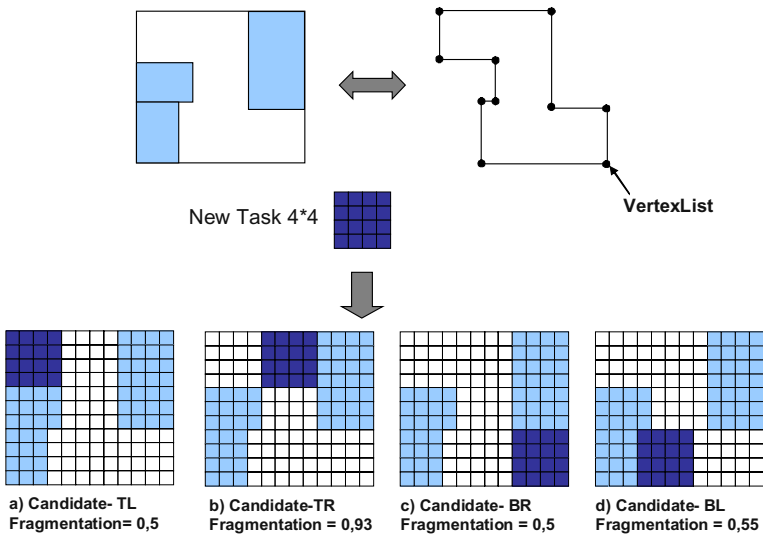 VertexList
New Task 4*4
a) Candidate- TL
Fragmentation= 0,5
b) Candidate-TR
Fragmentation = 0,93
c) Candidate- BR
Fragmentation = 0,5
d) Candidate- BL
Fragmentation = 0,55